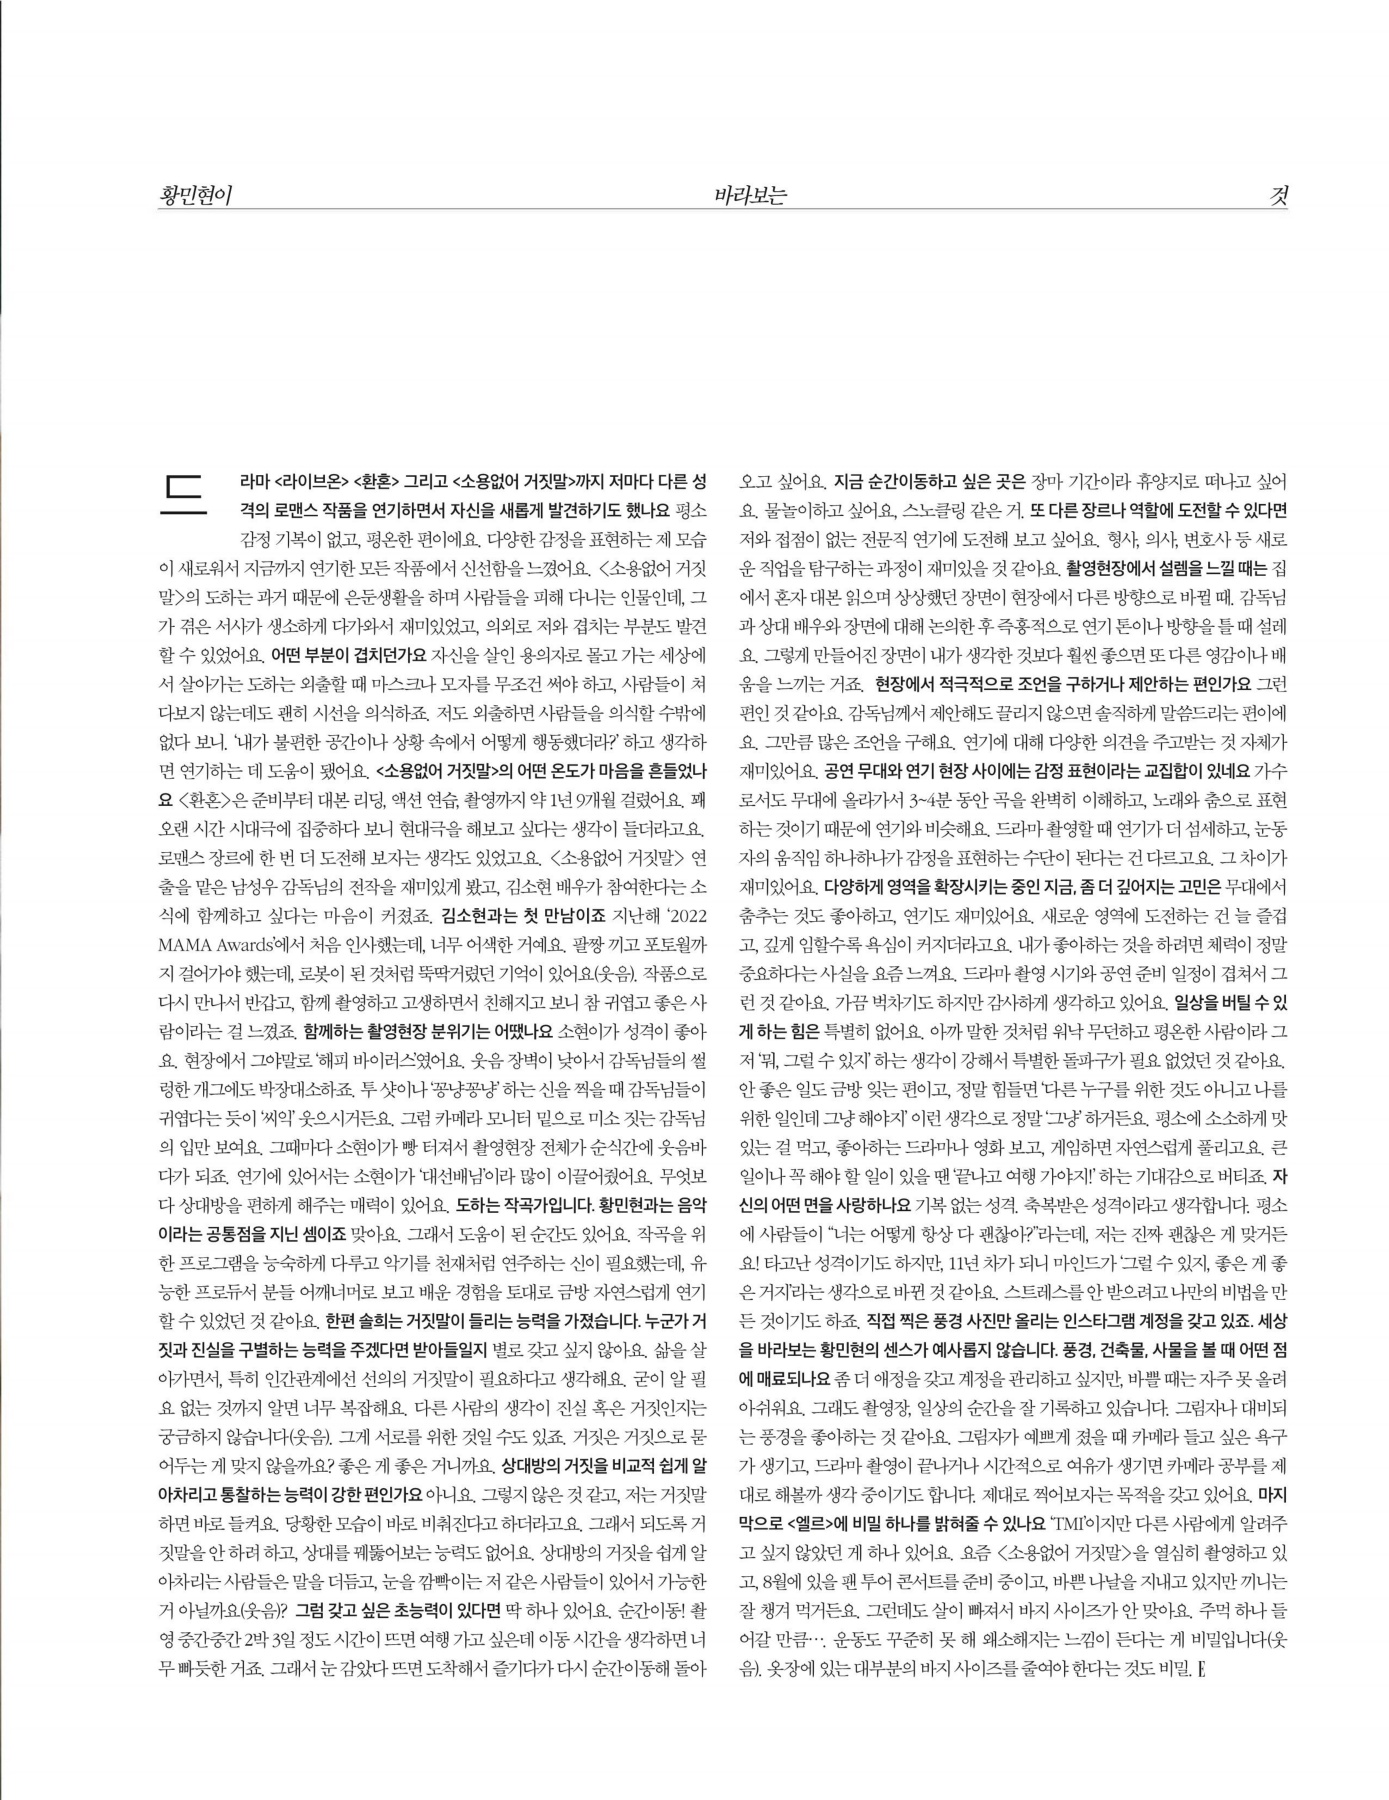 황민현이 바라보는 것
드
라마 <라이브온> <환혼> 그리고 <소용없어 거짓말>까지 저마다 다른 성
격의 로맨스 작품을 연기하면서 자신을 새롭게 발견하기도 했나요 평소
감정 기복이 없고, 평온한 편이에요. 다양한 감정을 표현하는 제 모습
이 새로워서 지금까지 연기한 모든 작품에서 신선함을 느꼈어요. <소용없어 거짓
말>의 도하는 과거 때문에 은둔생활을 하며 사람들을 피해 다니는 인물인데, 그
가 겪은 서사가 생소하게 다가와서 재미있었고, 의외로 저와 겹치는 부분도 발견
할 수 있었어요. 어떤 부분이 겹치던가요 자신을 살인 용의자로 몰고 가는 세상에
서 살아가는 도하는 외출할 때 마스크나 모자를 무조건 써야 하고, 사람들이 쳐
다보지 않는데도 괜히 시선을 의식하죠. 저도 외출하면 사람들을 의식할 수밖에
없다 보니. ‘내가 불편한 공간이나 상황 속에서 어떻게 행동했더라?’ 하고 생각하
면 연기하는 데 도움이 됐어요. <소용없어 거짓말>의 어떤 온도가 마음을 흔들었나
요 <환혼>은 준비부터 대본 리딩, 액션 연습, 촬영까지 약 1년 9개월 걸렸어요. 꽤
오랜 시간 시대극에 집중하다 보니 현대극을 해보고 싶다는 생각이 들더라고요.
로맨스 장르에 한 번 더 도전해 보자는 생각도 있었고요. <소용없어 거짓말> 연
출을 맡은 남성우 감독님의 전작을 재미있게 봤고, 김소현 배우가 참여한다는 소
식에 함께하고 싶다는 마음이 커졌죠. 김소현과는 첫 만남이죠 지난해 ‘2022
MAMA Awards’에서 처음 인사했는데, 너무 어색한 거예요. 팔짱 끼고 포토월까
지 걸어가야 했는데, 로봇이 된 것처럼 뚝딱거렸던 기억이 있어요(웃음). 작품으로
다시 만나서 반갑고, 함께 촬영하고 고생하면서 친해지고 보니 참 귀엽고 좋은 사
람이라는 걸 느꼈죠. 함께하는 촬영현장 분위기는 어땠나요 소현이가 성격이 좋아
요. 현장에서 그야말로 ‘해피 바이러스’였어요. 웃음 장벽이 낮아서 감독님들의 썰
렁한 개그에도 박장대소하죠. 투 샷이나 ‘꽁냥꽁냥’ 하는 신을 찍을 때 감독님들이
귀엽다는 듯이 ‘씨익’ 웃으시거든요. 그럼 카메라 모니터 밑으로 미소 짓는 감독님
의 입만 보여요. 그때마다 소현이가 빵 터져서 촬영현장 전체가 순식간에 웃음바
다가 되죠. 연기에 있어서는 소현이가 ‘대선배님’이라 많이 이끌어줬어요. 무엇보
다 상대방을 편하게 해주는 매력이 있어요. 도하는 작곡가입니다. 황민현과는 음악
이라는 공통점을 지닌 셈이죠 맞아요. 그래서 도움이 된 순간도 있어요. 작곡을 위
한 프로그램을 능숙하게 다루고 악기를 천재처럼 연주하는 신이 필요했는데, 유
능한 프로듀서 분들 어깨너머로 보고 배운 경험을 토대로 금방 자연스럽게 연기
할 수 있었던 것 같아요. 한편 솔희는 거짓말이 들리는 능력을 가졌습니다. 누군가 거
짓과 진실을 구별하는 능력을 주겠다면 받아들일지 별로 갖고 싶지 않아요. 삶을 살
아가면서, 특히 인간관계에선 선의의 거짓말이 필요하다고 생각해요. 굳이 알 필
요 없는 것까지 알면 너무 복잡해요. 다른 사람의 생각이 진실 혹은 거짓인지는
궁금하지 않습니다(웃음). 그게 서로를 위한 것일 수도 있죠. 거짓은 거짓으로 묻
어두는 게 맞지 않을까요? 좋은 게 좋은 거니까요. 상대방의 거짓을 비교적 쉽게 알
아차리고 통찰하는 능력이 강한 편인가요 아니요. 그렇지 않은 것 같고, 저는 거짓말
하면 바로 들켜요. 당황한 모습이 바로 비춰진다고 하더라고요. 그래서 되도록 거
짓말을 안 하려 하고, 상대를 꿰뚫어보는 능력도 없어요. 상대방의 거짓을 쉽게 알
아차리는 사람들은 말을 더듬고, 눈을 깜빡이는 저 같은 사람들이 있어서 가능한
거 아닐까요(웃음)? 그럼 갖고 싶은 초능력이 있다면 딱 하나 있어요. 순간이동! 촬
영 중간중간 2박 3일 정도 시간이 뜨면 여행 가고 싶은데 이동 시간을 생각하면 너
무 빠듯한 거죠. 그래서 눈 감았다 뜨면 도착해서 즐기다가 다시 순간이동해 돌아
오고 싶어요. 지금 순간이동하고 싶은 곳은 장마 기간이라 휴양지로 떠나고 싶어
요. 물놀이하고 싶어요, 스노클링 같은 거. 또 다른 장르나 역할에 도전할 수 있다면
저와 접점이 없는 전문직 연기에 도전해 보고 싶어요. 형사, 의사, 변호사 등 새로
운 직업을 탐구하는 과정이 재미있을 것 같아요. 촬영현장에서 설렘을 느낄 때는 집
에서 혼자 대본 읽으며 상상했던 장면이 현장에서 다른 방향으로 바뀔 때. 감독님
과 상대 배우와 장면에 대해 논의한 후 즉흥적으로 연기 톤이나 방향을 틀 때 설레
요. 그렇게 만들어진 장면이 내가 생각한 것보다 훨씬 좋으면 또 다른 영감이나 배
움을 느끼는 거죠. 현장에서 적극적으로 조언을 구하거나 제안하는 편인가요 그런
편인 것 같아요. 감독님께서 제안해도 끌리지 않으면 솔직하게 말씀드리는 편이에
요. 그만큼 많은 조언을 구해요. 연기에 대해 다양한 의견을 주고받는 것 자체가
재미있어요. 공연 무대와 연기 현장 사이에는 감정 표현이라는 교집합이 있네요 가수
로서도 무대에 올라가서 3~4분 동안 곡을 완벽히 이해하고, 노래와 춤으로 표현
하는 것이기 때문에 연기와 비슷해요. 드라마 촬영할 때 연기가 더 섬세하고, 눈동
자의 움직임 하나하나가 감정을 표현하는 수단이 된다는 건 다르고요. 그 차이가
재미있어요. 다양하게 영역을 확장시키는 중인 지금, 좀 더 깊어지는 고민은 무대에서
춤추는 것도 좋아하고, 연기도 재미있어요. 새로운 영역에 도전하는 건 늘 즐겁
고, 깊게 임할수록 욕심이 커지더라고요. 내가 좋아하는 것을 하려면 체력이 정말
중요하다는 사실을 요즘 느껴요. 드라마 촬영 시기와 공연 준비 일정이 겹쳐서 그
런 것 같아요. 가끔 벅차기도 하지만 감사하게 생각하고 있어요. 일상을 버틸 수 있
게 하는 힘은 특별히 없어요. 아까 말한 것처럼 워낙 무던하고 평온한 사람이라 그
저 ‘뭐, 그럴 수 있지’ 하는 생각이 강해서 특별한 돌파구가 필요 없었던 것 같아요.
안 좋은 일도 금방 잊는 편이고, 정말 힘들면 ‘다른 누구를 위한 것도 아니고 나를
위한 일인데 그냥 해야지’ 이런 생각으로 정말 ‘그냥’ 하거든요. 평소에 소소하게 맛
있는 걸 먹고, 좋아하는 드라마나 영화 보고, 게임하면 자연스럽게 풀리고요. 큰
일이나 꼭 해야 할 일이 있을 땐 ‘끝나고 여행 가야지!’ 하는 기대감으로 버티죠. 자
신의 어떤 면을 사랑하나요 기복 없는 성격. 축복받은 성격이라고 생각합니다. 평소
에 사람들이 “너는 어떻게 항상 다 괜찮아?”라는데, 저는 진짜 괜찮은 게 맞거든
요! 타고난 성격이기도 하지만, 11년 차가 되니 마인드가 ‘그럴 수 있지, 좋은 게 좋
은 거지’라는 생각으로 바뀐 것 같아요. 스트레스를 안 받으려고 나만의 비법을 만
든 것이기도 하죠. 직접 찍은 풍경 사진만 올리는 인스타그램 계정을 갖고 있죠. 세상
을 바라보는 황민현의 센스가 예사롭지 않습니다. 풍경, 건축물, 사물을 볼 때 어떤 점
에 매료되나요 좀 더 애정을 갖고 계정을 관리하고 싶지만, 바쁠 때는 자주 못 올려
아쉬워요. 그래도 촬영장, 일상의 순간을 잘 기록하고 있습니다. 그림자나 대비되
는 풍경을 좋아하는 것 같아요. 그림자가 예쁘게 졌을 때 카메라 들고 싶은 욕구
가 생기고, 드라마 촬영이 끝나거나 시간적으로 여유가 생기면 카메라 공부를 제
대로 해볼까 생각 중이기도 합니다. 제대로 찍어보자는 목적을 갖고 있어요. 마지
막으로 <엘르>에 비밀 하나를 밝혀줄 수 있나요 ‘TMI’이지만 다른 사람에게 알려주
고 싶지 않았던 게 하나 있어요. 요즘 <소용없어 거짓말>을 열심히 촬영하고 있
고, 8월에 있을 팬 투어 콘서트를 준비 중이고, 바쁜 나날을 지내고 있지만 끼니는
잘 챙겨 먹거든요. 그런데도 살이 빠져서 바지 사이즈가 안 맞아요. 주먹 하나 들
어갈 만큼…. 운동도 꾸준히 못 해 왜소해지는 느낌이 든다는 게 비밀입니다(웃
음). 옷장에 있는 대부분의 바지 사이즈를 줄여야 한다는 것도 비밀. E